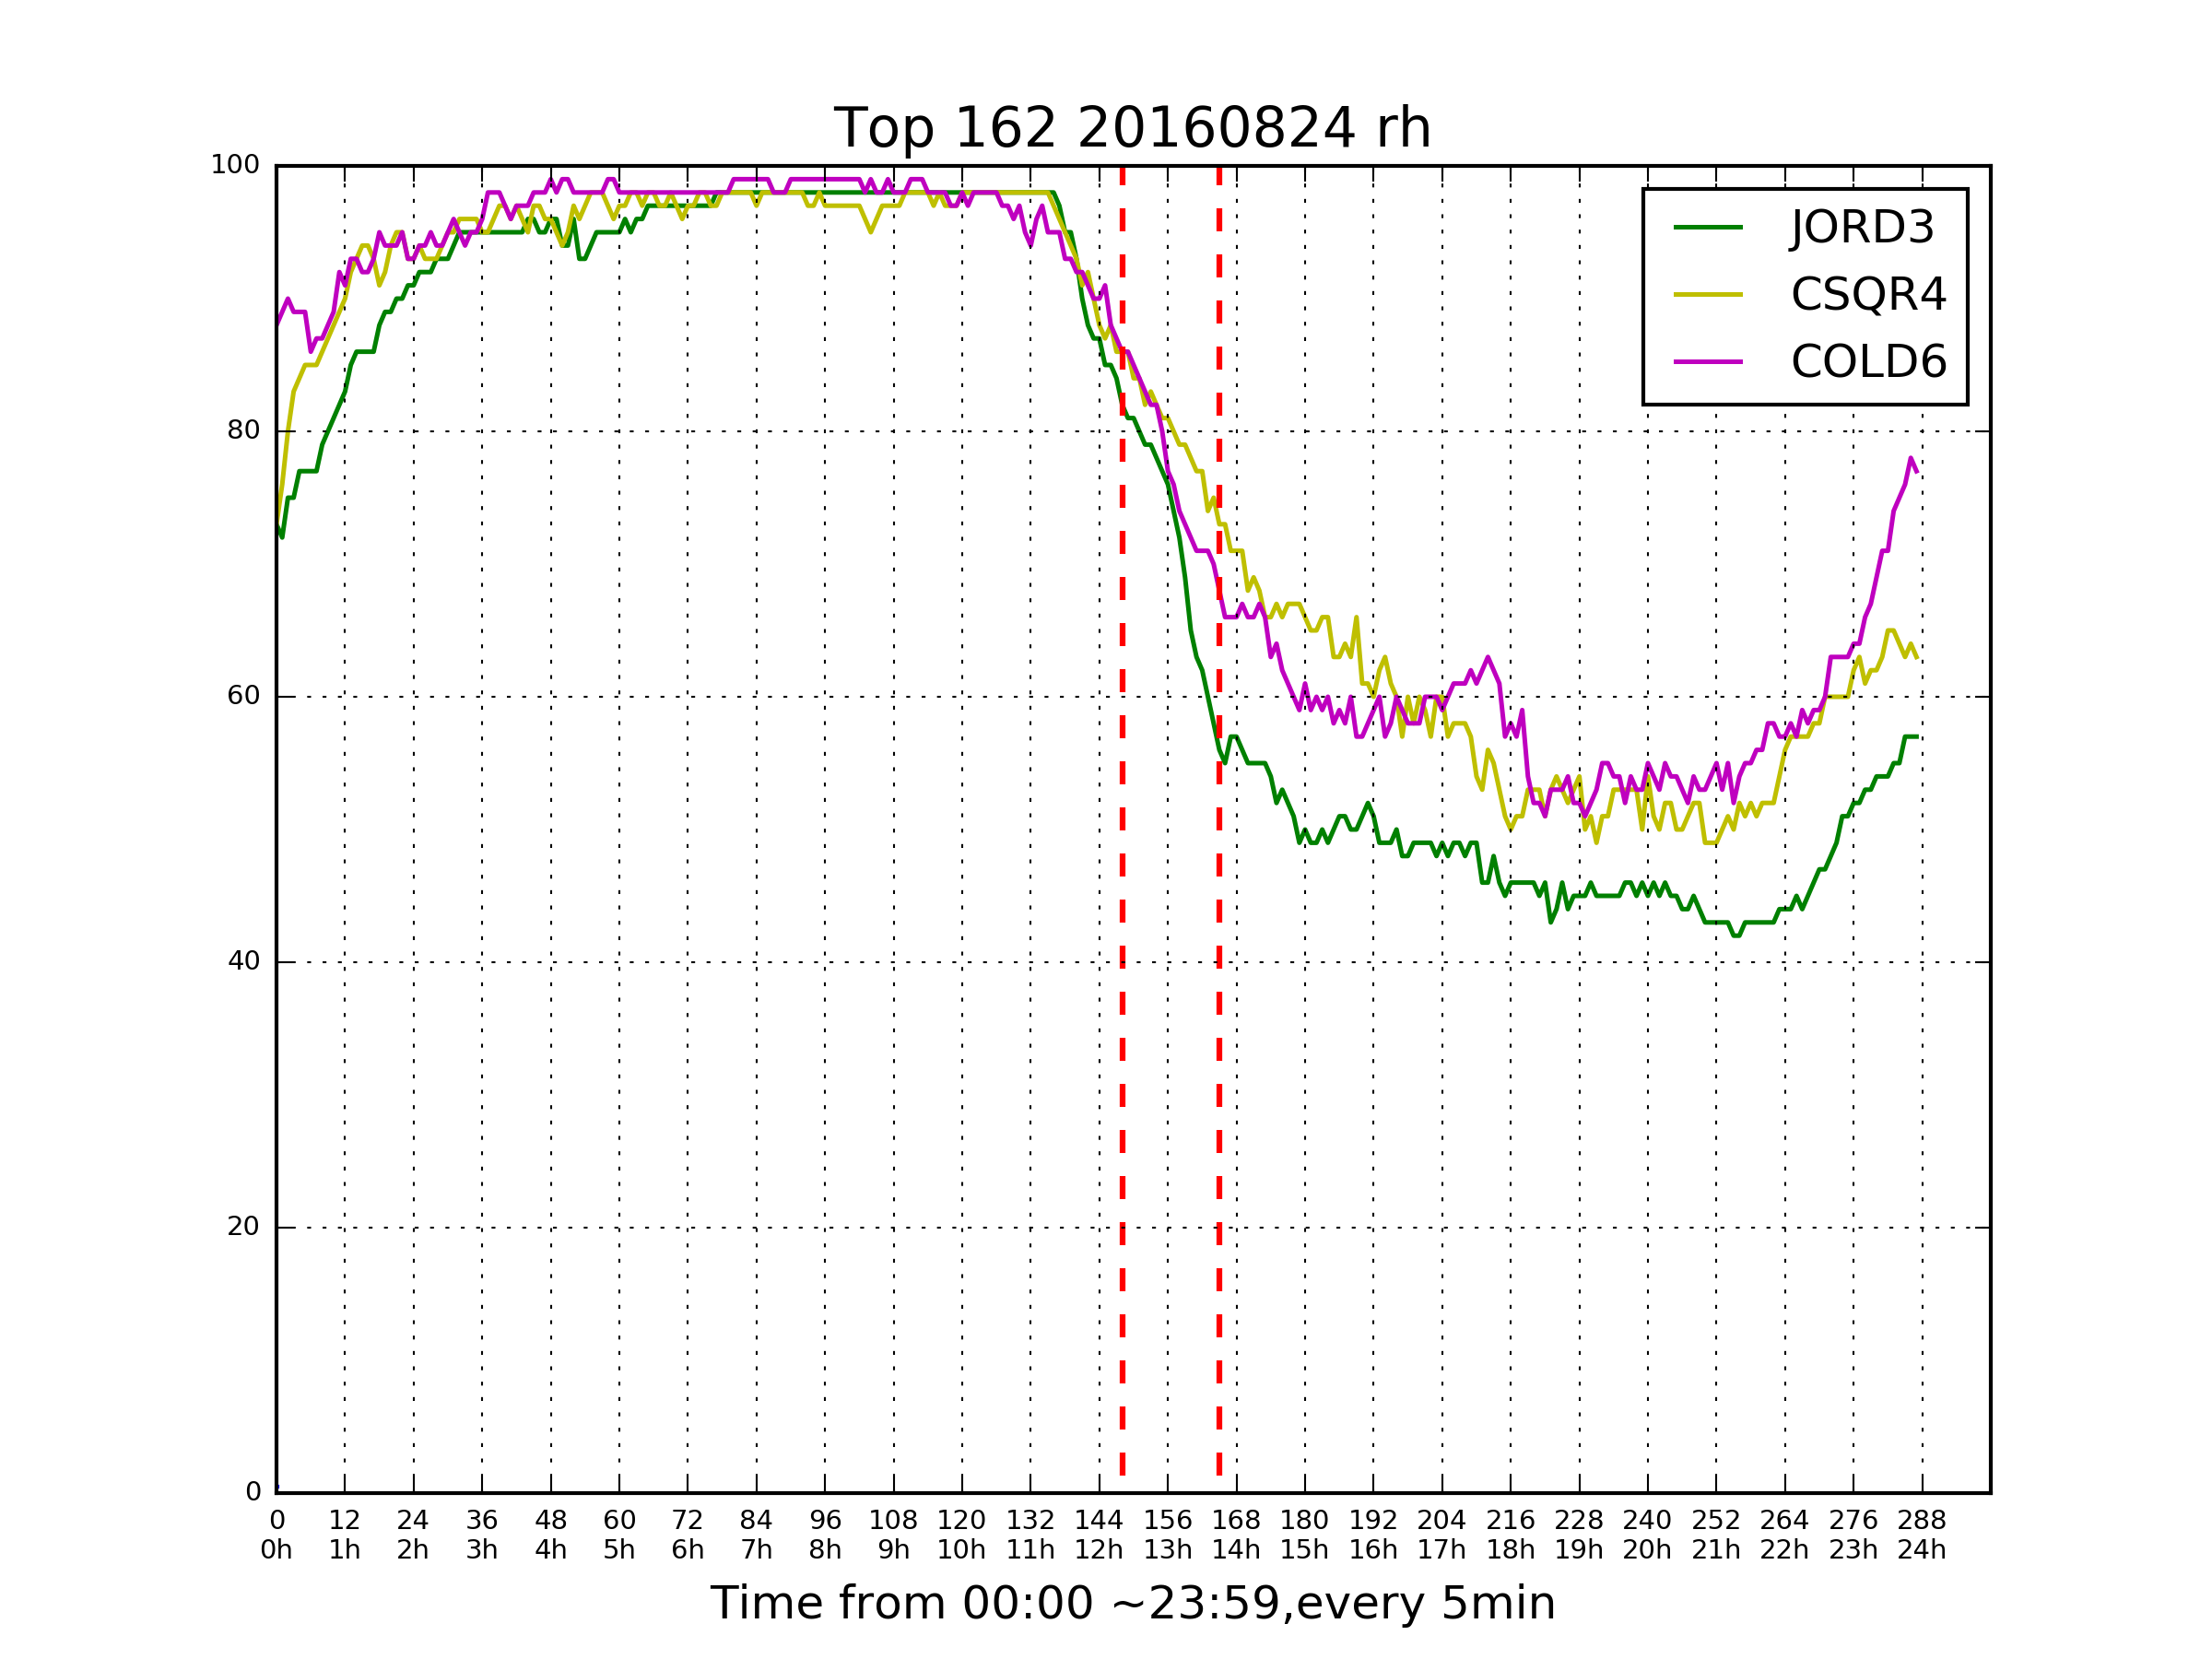 Top 162 20160824 rh
100
80
60
40
20
0
JORD3
CSQR4
COLD6
0 12 24 36 48 60 72 84 96 108 120 132 144 156 168 180 192 204 216 228 240 252 264 276 288
0h 1h 2h 3h 4h 5h 6h 7h 8h 9h 10h 11h 12h 13h 14h 15h 16h 17h 18h 19h 20h 21h 22h 23h 24h
Time from 00:00 ~23:59,every 5min